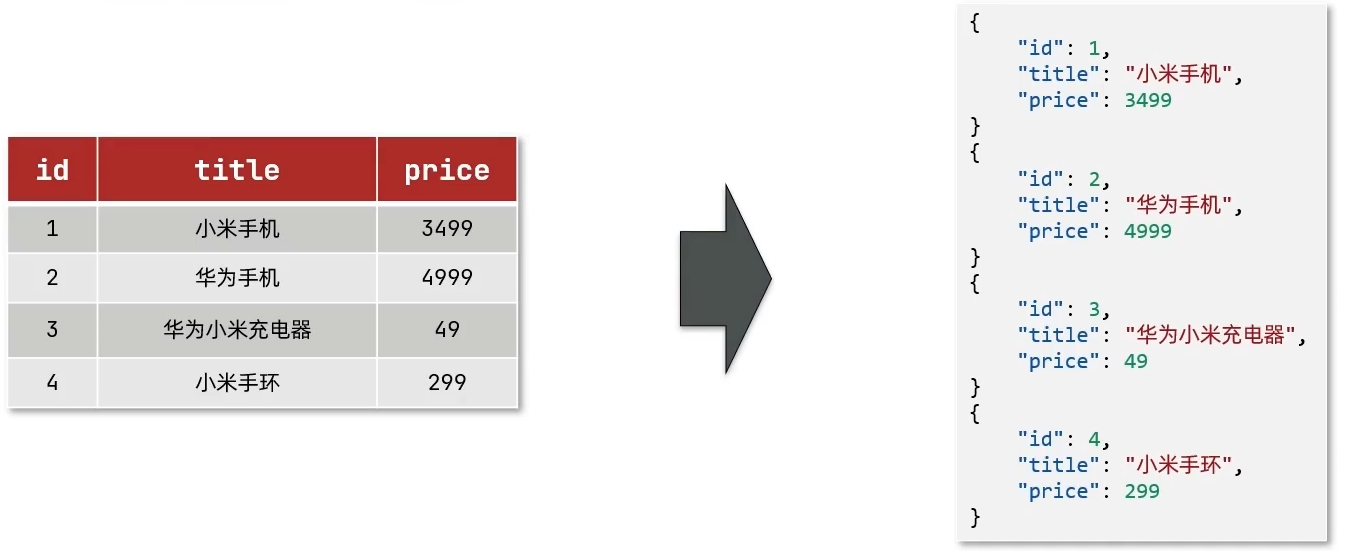 id title price
1 小米手机 3499
2 华为手机 4999
3 华为小米充电器 49
4 小米手环 299
{
"id": 1,
"title": "小米手机",
"price": 3499
}
{
"id": 2,
"title": "华为手机",
"price": 4999
}
{
"id": 3,
"title": "华为小米充电器",
"price": 49
}
{
"id": 4,
"title": "小米手环",
"price": 299
}